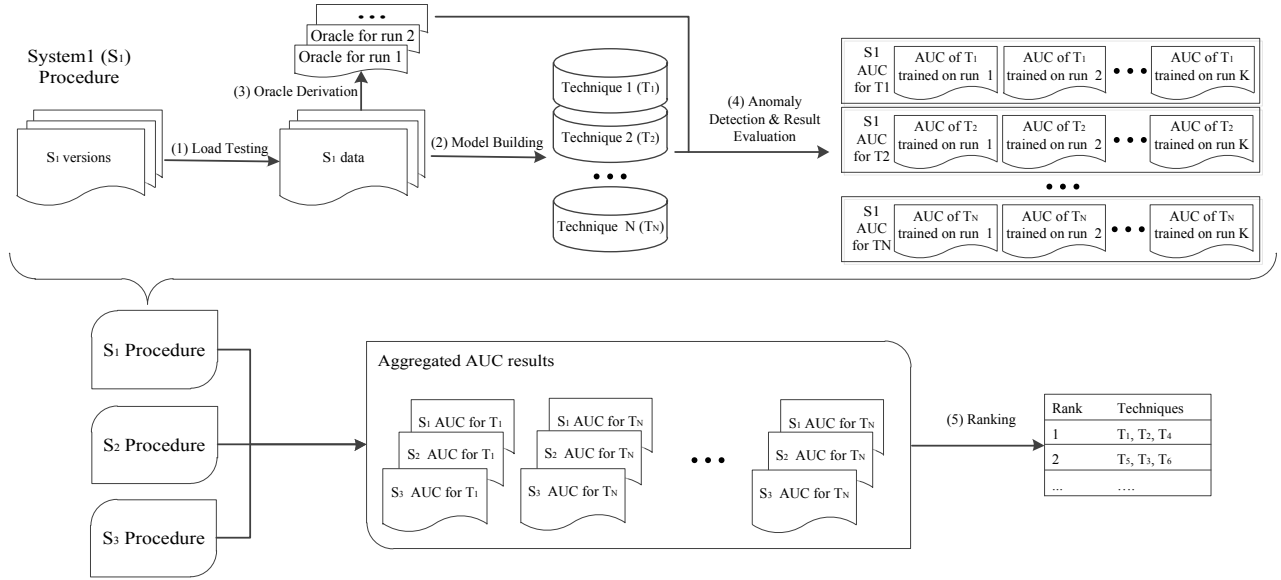 System1 (S1)
Procedure
S1 versions
(1) Load Testing
S1 data
(3) Oracle Derivation
• • •
Oracle for run 2
Oracle for run 1
(2) Model Building
Technique 1 (T1)
Technique 2 (T2)
• • •
Technique N (TN)
(4) Anomaly
Detection & Result
Evaluation
S1
AUC
for T1
AUC of T1
trained on run 1
AUC of T1
trained on run 2
• • •
AUC of T1
trained on run K
S1
AUC
for T2
AUC of T2
trained on run 1
AUC of T2
trained on run 2
• • •
AUC of T2
trained on run K
• • •
S1
AUC
for TN
AUC of TN
trained on run 1
AUC of TN
trained on run 2
• • •
AUC of TN
trained on run K
S1 Procedure
S2 Procedure
S3 Procedure
Aggregated AUC results
S1 AUC for T1
S2 AUC for T1
S3 AUC for T1
S1 AUC for TN
S2 AUC for TN
S3 AUC for TN
• • •
S1 AUC for TN
S2 AUC for TN
S3 AUC for TN
(5) Ranking
Rank Techniques
1 T1, T2, T4
2 T5, T3, T6
... ....